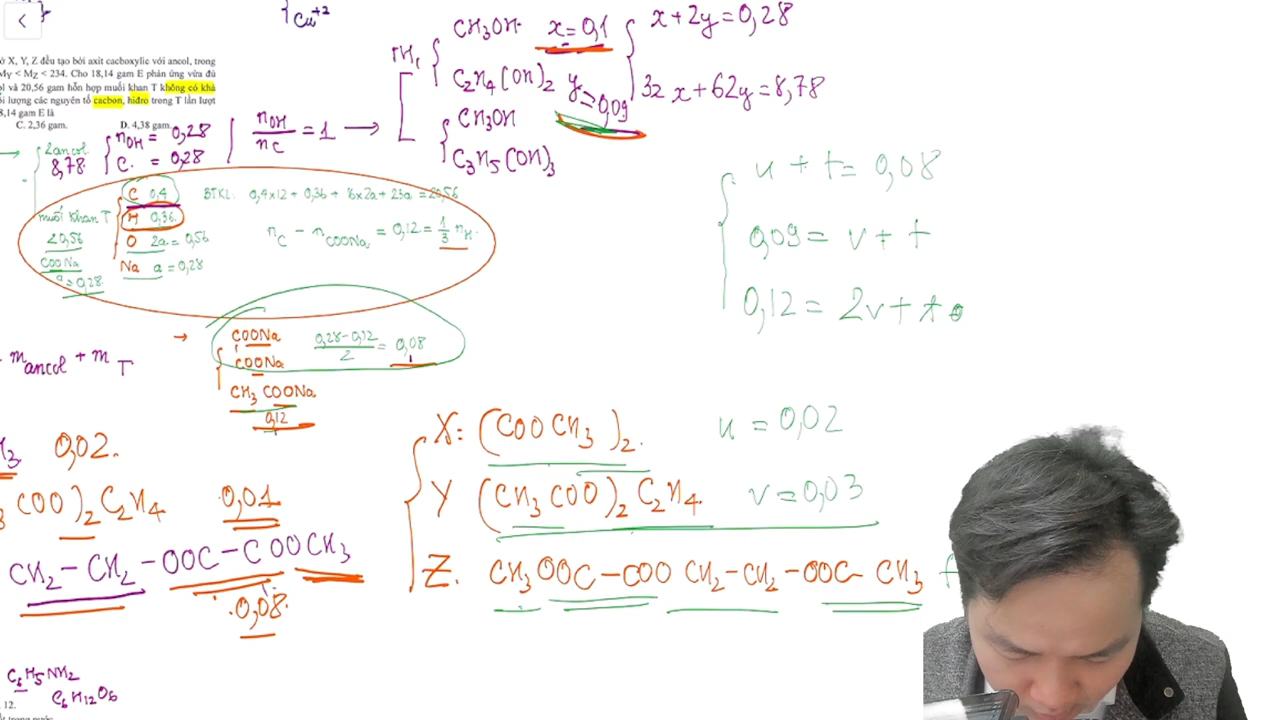 Cu+2
ở X, Y, Z đều tạo bởi axit cacboxylic với ancol, trong
My < Mz < 234. Cho 18,14 gam E phản ứng vừa đủ
ol và 20,56 gam hỗn hợp muối khan T không có khả
ối lượng các nguyên tố cacbon, hiđro trong T lần lượt
8,14 gam E là
C. 2,36 gam. D. 4,38 gam.
2ancol
8,78
nOH = 0,28
C. = 0,28
nOH / nC = 1 →
TH1
CH3OH x = 0,1
C2H4(OH)2 y = 0,09
CH3OH
C3H5(OH)3
x + 2y = 0,28
32x + 62y = 8,78
muối khan T
20,56
COONa
a = 0,28
C 0,4
H 0,36
O 2a = 0,56
Na a = 0,28
BTKL: 0,4x12 + 0,36 + 16x2a + 23a = 20,56
nC - nCOONa = 0,12 = 1/3 nH
→ COONa
COONa
CH3COONa
0,12
0,28-0,12 / 2 = 0,08
mancol + mT
u + t = 0,08
0,09 = v + t
0,12 = 2v + t
0,02.
COO)2C2H4 0,01
CH2-CH2-OOC-COOCH3
0,08
X: (COOCH3)2. u = 0,02
Y (CH3COO)2C2H4. v = 0,03
Z. CH3OOC-COOCH2-CH2-OOC-CH3
C6H5NH2
C6H12O6
12.